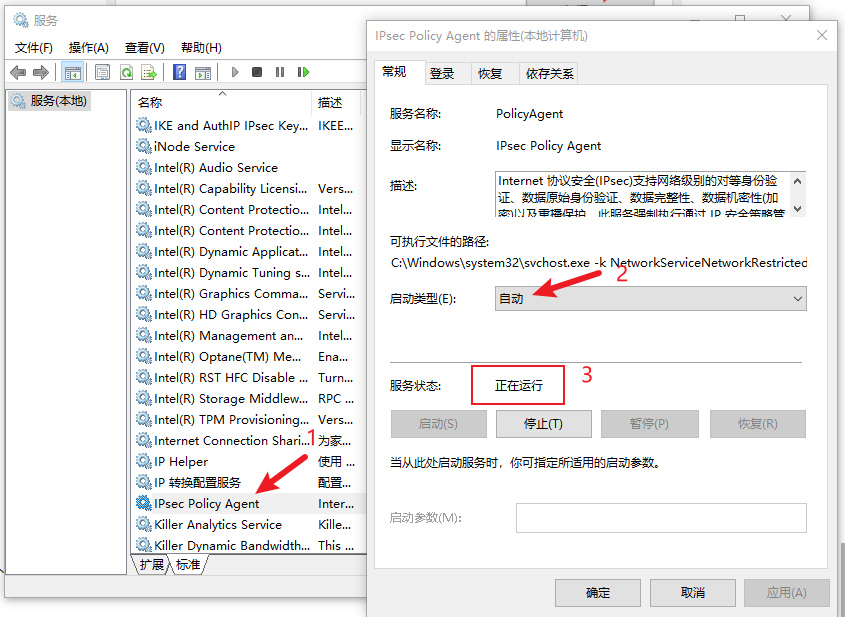 服务
文件(F) 操作(A) 查看(V) 帮助(H)
服务(本地)
名称 描述
IKE and AuthIP IPsec Key... IKEE...
iNode Service
Intel(R) Audio Service
Intel(R) Capability Licensi... Vers...
Intel(R) Content Protectio... Intel...
Intel(R) Content Protectio... Intel...
Intel(R) Dynamic Applicat... Intel...
Intel(R) Dynamic Tuning s... Intel...
Intel(R) Graphics Comma... Servi...
Intel(R) HD Graphics Con... Servi...
Intel(R) Management an... Intel...
Intel(R) Optane(TM) Me... Ena...
Intel(R) RST HFC Disable ... Turn...
Intel(R) Storage Middlew... RPC ...
Intel(R) TPM Provisioning... Vers...
Internet Connection Shari... 为家...
1
IP Helper 使用 ...
IP 转换配置服务 配置...
IPsec Policy Agent Inter...
Killer Analytics Service Kille...
Killer Dynamic Bandwidth... This ...
扩展 标准
IPsec Policy Agent 的属性(本地计算机)
常规 登录 恢复 依存关系
服务名称: PolicyAgent
显示名称: IPsec Policy Agent
描述: Internet 协议安全(IPsec)支持网络级别的对等身份验
证、数据原始身份验证、数据完整性、数据机密性(加
密)以及重播保护。此服务强制执行通过 IP 安全策略管
可执行文件的路径:
C:\Windows\system32\svchost.exe -k NetworkServiceNetworkRestricted
2
启动类型(E): 自动
服务状态: 正在运行
3
启动(S) 停止(T) 暂停(P) 恢复(R)
当从此处启动服务时，你可指定所适用的启动参数。
启动参数(M):
确定 取消 应用(A)